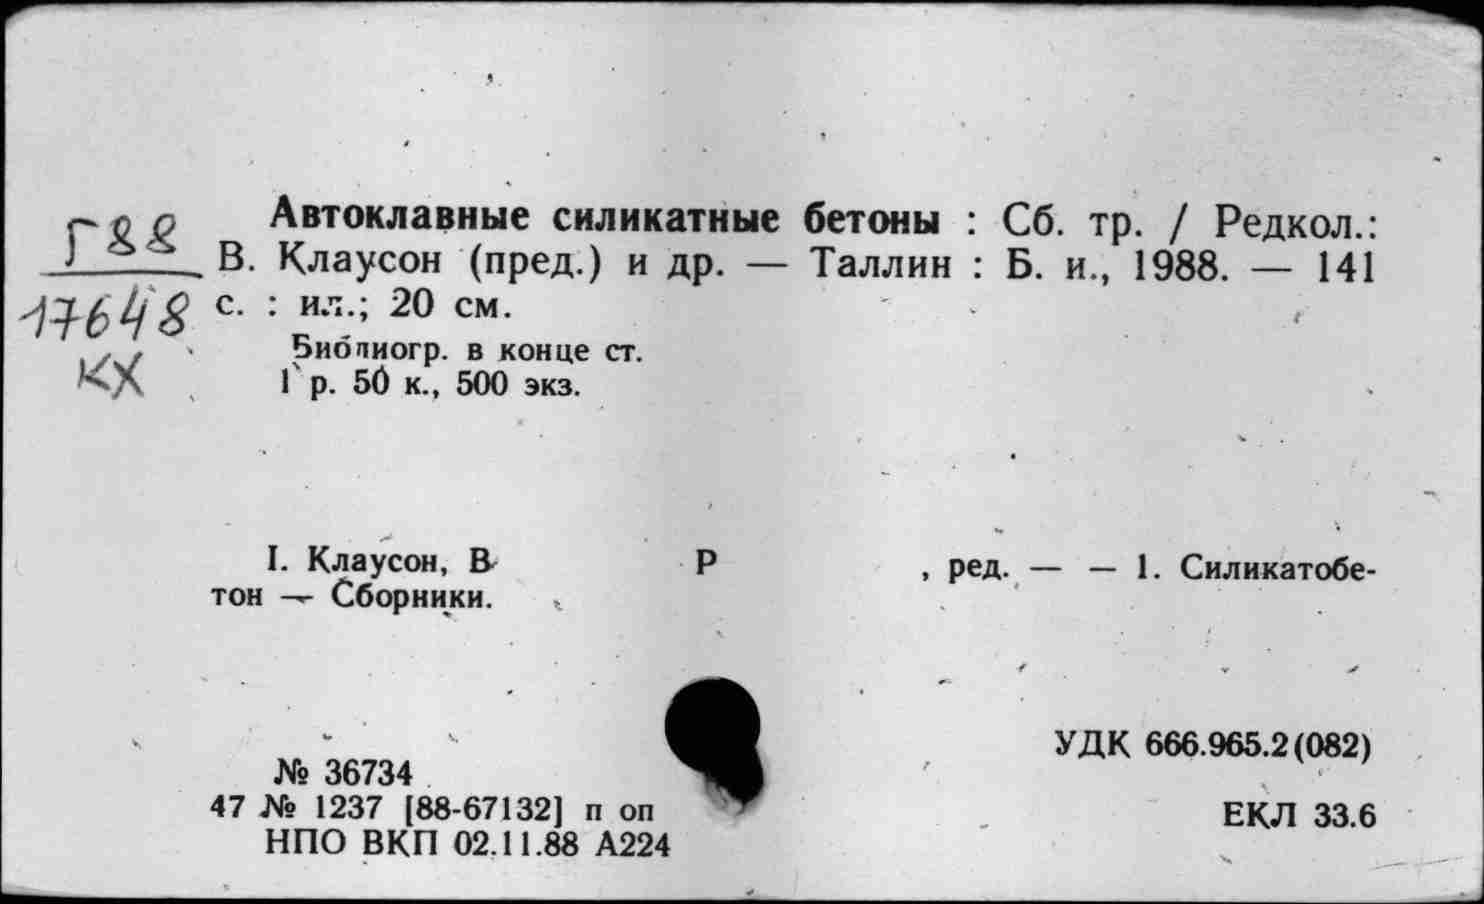 Г88
17648
КХ
Автоклавные силикатные бетоны : Сб. тр. / Редкол.:
В. Клаусон (пред.) и др. — Таллин : Б. и., 1988. — 141
с. : ил.; 20 см.
Библиогр. в конце ст.
1 р. 50 к., 500 экз.
I. Клаусон, В Р , ред. — — 1. Силикатобе-
тон — Сборники.
УДК 666.965.2(082)
№ 36734
47 № 1237 [88-67132] п оп
ЕКЛ 33.6
НПО ВКП 02.11.88 А224